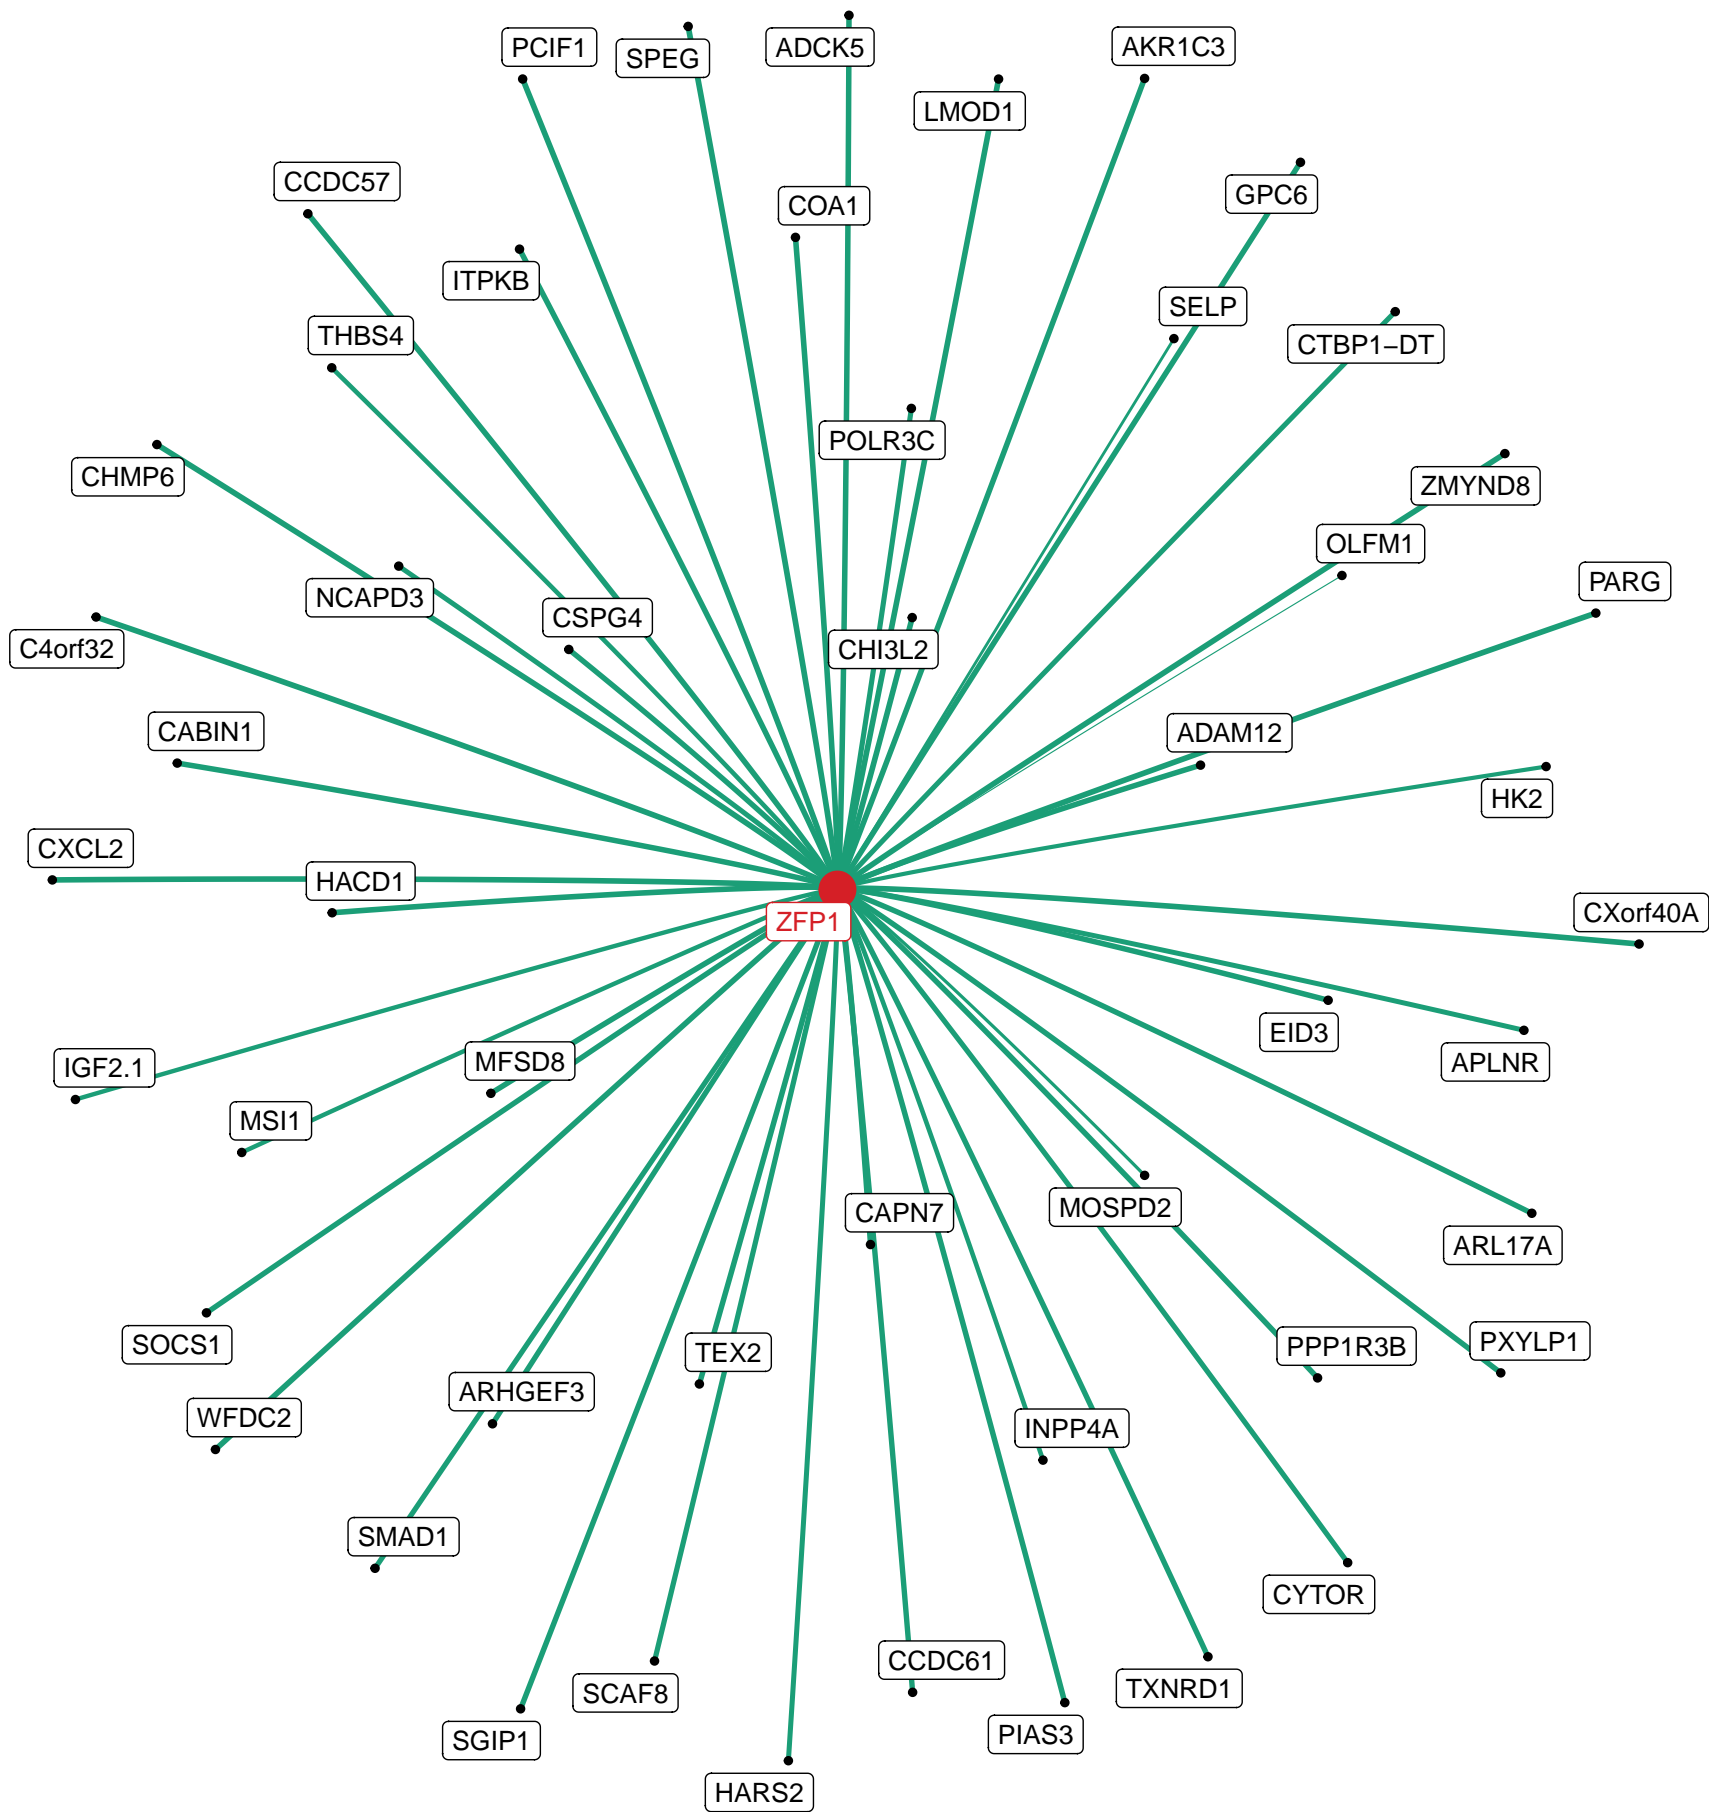 PCIF1
SPEG
ADCK5
AKR1C3
LMOD1
CCDC57
COA1
GPC6
ITPKB
SELP
THBS4
CTBP1−DT
POLR3C
CHMP6
ZMYND8
OLFM1
PARG
NCAPD3
CSPG4
C4orf32
CHI3L2
CABIN1
ADAM12
HK2
CXCL2
HACD1
CXorf40A
ZFP1
EID3
APLNR
IGF2.1
MFSD8
MSI1
MOSPD2
CAPN7
ARL17A
SOCS1
PPP1R3B
PXYLP1
TEX2
ARHGEF3
WFDC2
INPP4A
SMAD1
CYTOR
CCDC61
TXNRD1
SCAF8
PIAS3
SGIP1
HARS2